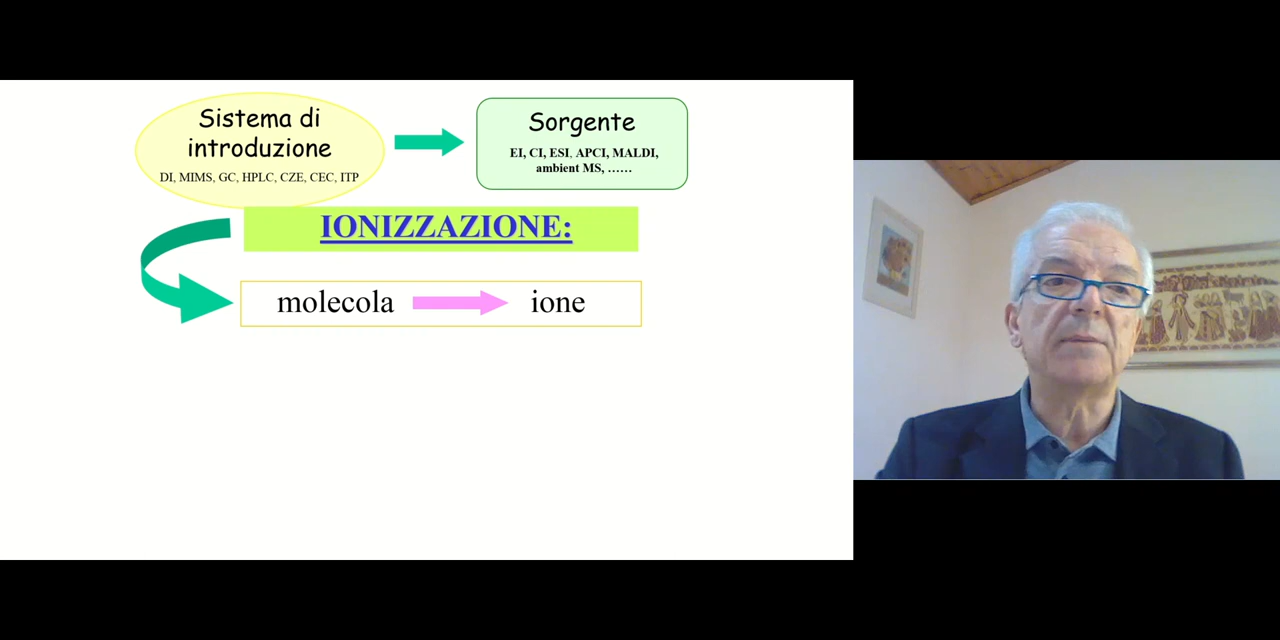 Sistema di
introduzione
DI, MIMS, GC, HPLC, CZE, CEC, ITP
Sorgente
EI, CI, ESI, APCI, MALDI,
ambient MS, ......
IONIZZAZIONE:
molecola ione